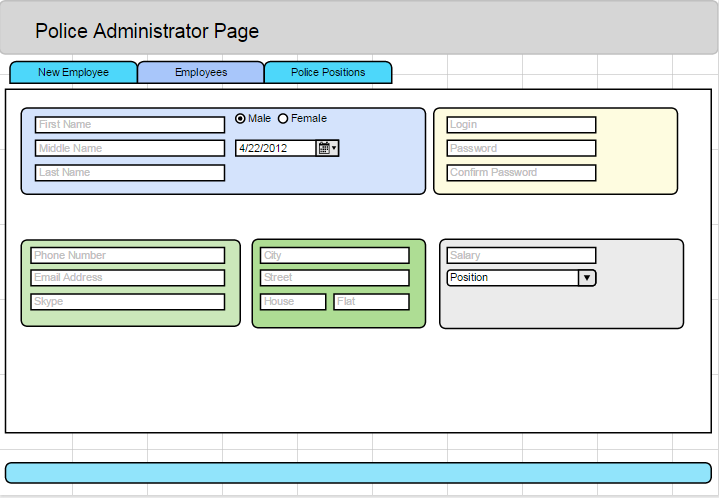 Police Administrator Page
New Employee
Employees
Police Positions
First Name
Male
Female
Middle Name
4/22/2012
Last Name
Login
Password
Confirm Password
Phone Number
Email Address
Skype
City
Street
House
Flat
Salary
Position